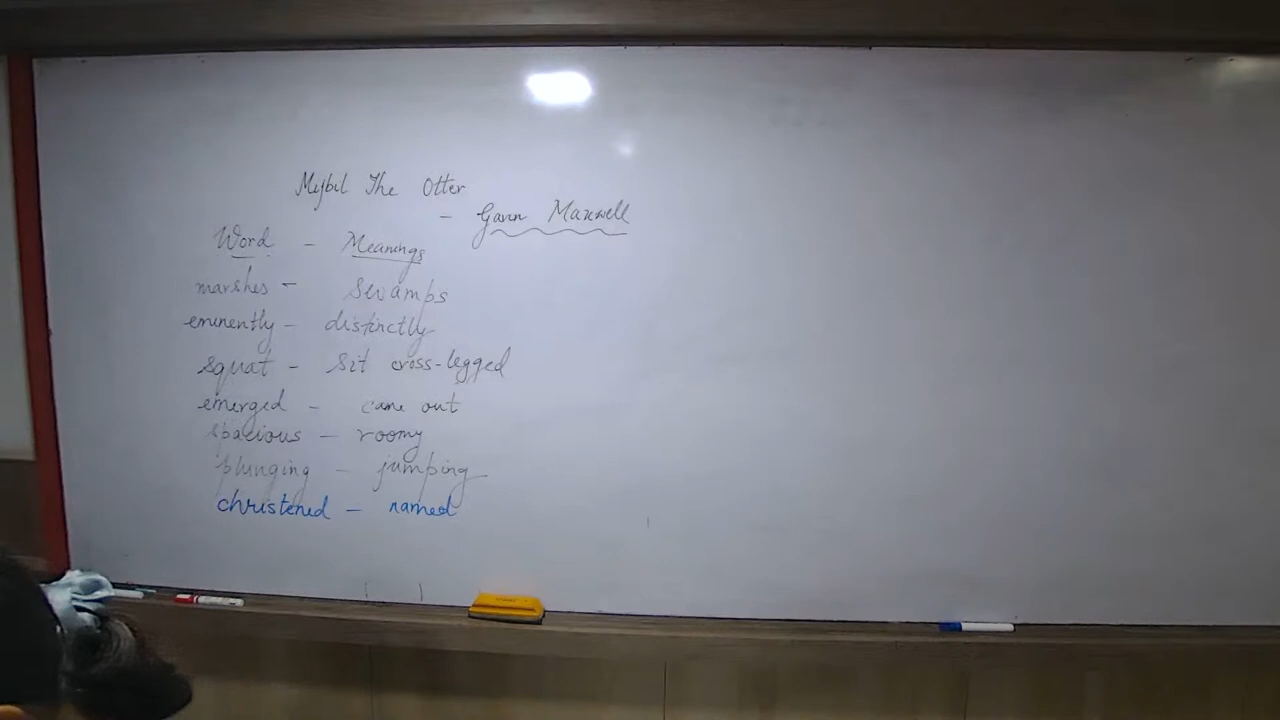 Mijbil The Otter
- Gavin Maxwell
Word - Meanings
marshes - Swamps
eminently - distinctly
squat - Sit cross-legged
emerged - came out
spacious - roomy
plunging - jumping
christened - named